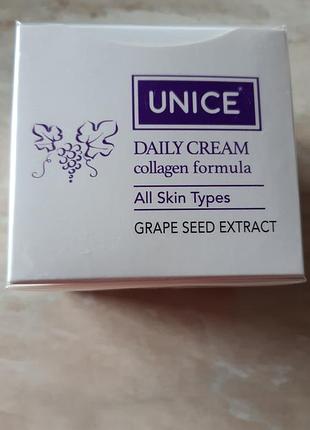 UNICE®
DAILY CREAM
collagen formula
All Skin Types
GRAPE SEED EXTRACT